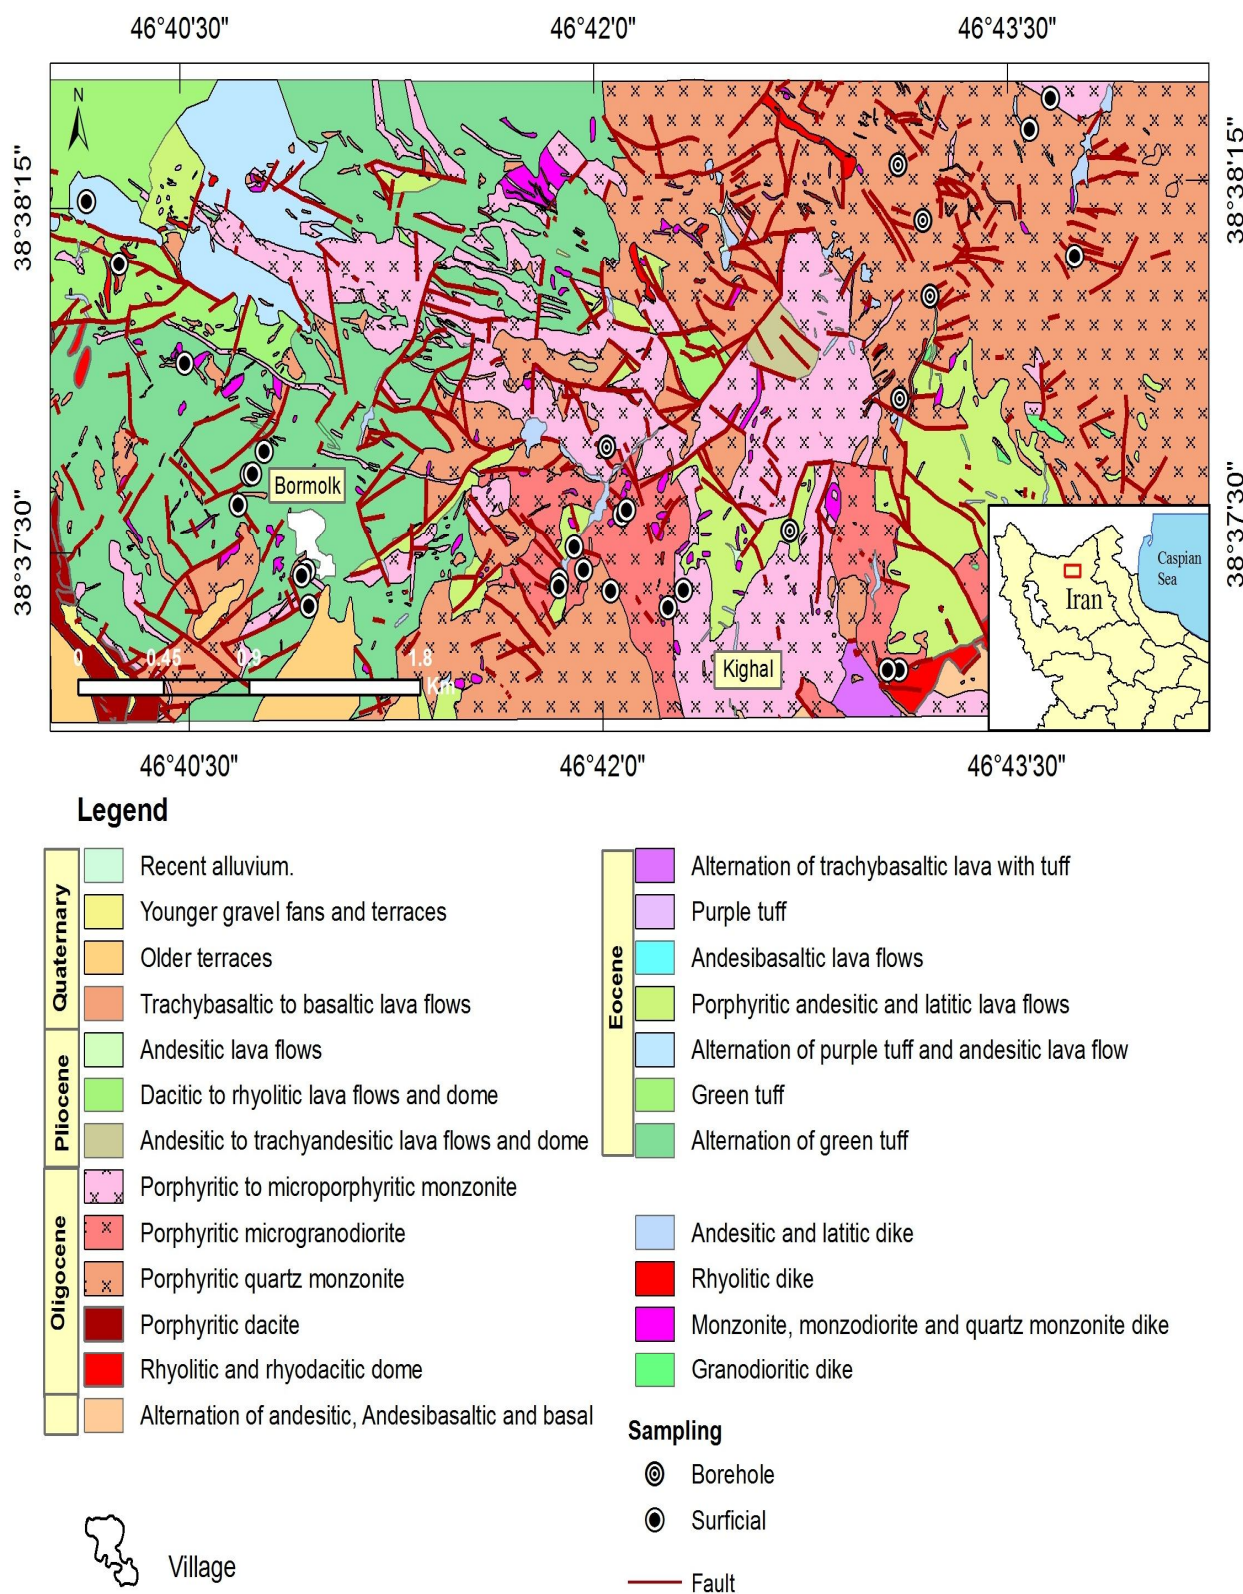 46°40'30" 46°42'0" 46°43'30"
N
38°38'15" 38°38'15"
Bormolk
38°37'30" 38°37'30"
Caspian
Sea
Iran
Kighal
0 0.45 0.9 1.8
Km
46°40'30" 46°42'0" 46°43'30"
Legend
Quaternary
Recent alluvium.
Younger gravel fans and terraces
Older terraces
Trachybasaltic to basaltic lava flows
Pliocene
Andesitic lava flows
Dacitic to rhyolitic lava flows and dome
Andesitic to trachyandesitic lava flows and dome
Oligocene
Porphyritic to microporphyritic monzonite
Porphyritic microgranodiorite
Porphyritic quartz monzonite
Porphyritic dacite
Rhyolitic and rhyodacitic dome
Alternation of andesitic, Andesibasaltic and basal
Village
Eocene
Alternation of trachybasaltic lava with tuff
Purple tuff
Andesibasaltic lava flows
Porphyritic andesitic and latitic lava flows
Alternation of purple tuff and andesitic lava flow
Green tuff
Alternation of green tuff
Andesitic and latitic dike
Rhyolitic dike
Monzonite, monzodiorite and quartz monzonite dike
Granodioritic dike
Sampling
Borehole
Surficial
Fault